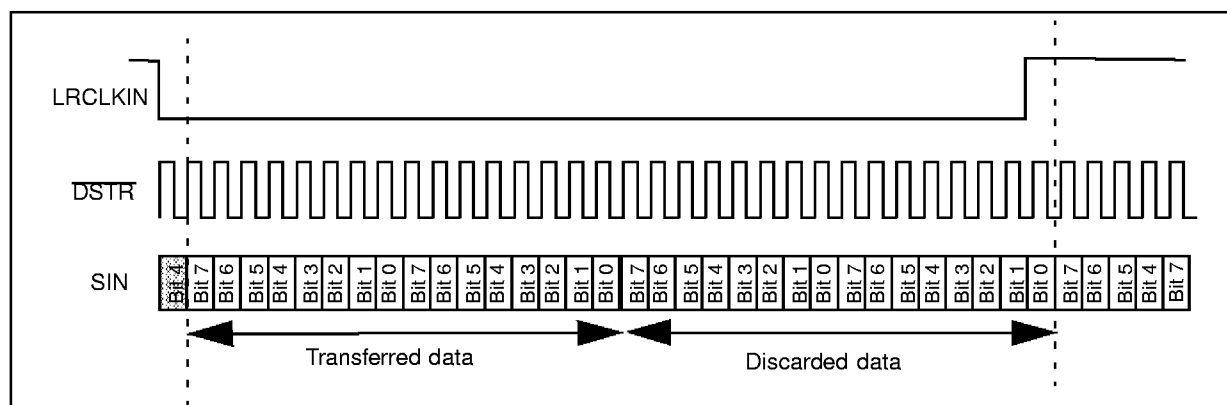 LRCLKIN
DSTR
SIN
Bit 4
Bit 7
Bit 6
Bit 5
Bit 4
Bit 3
Bit 2
Bit 1
Bit 0
Bit 7
Bit 6
Bit 5
Bit 4
Bit 3
Bit 2
Bit 1
Bit 0
Bit 7
Bit 6
Bit 5
Bit 4
Bit 3
Bit 2
Bit 1
Bit 0
Bit 7
Bit 6
Bit 5
Bit 4
Bit 3
Bit 2
Bit 1
Bit 0
Bit 7
Bit 6
Bit 5
Bit 4
Bit 7
Transferred data
Discarded data